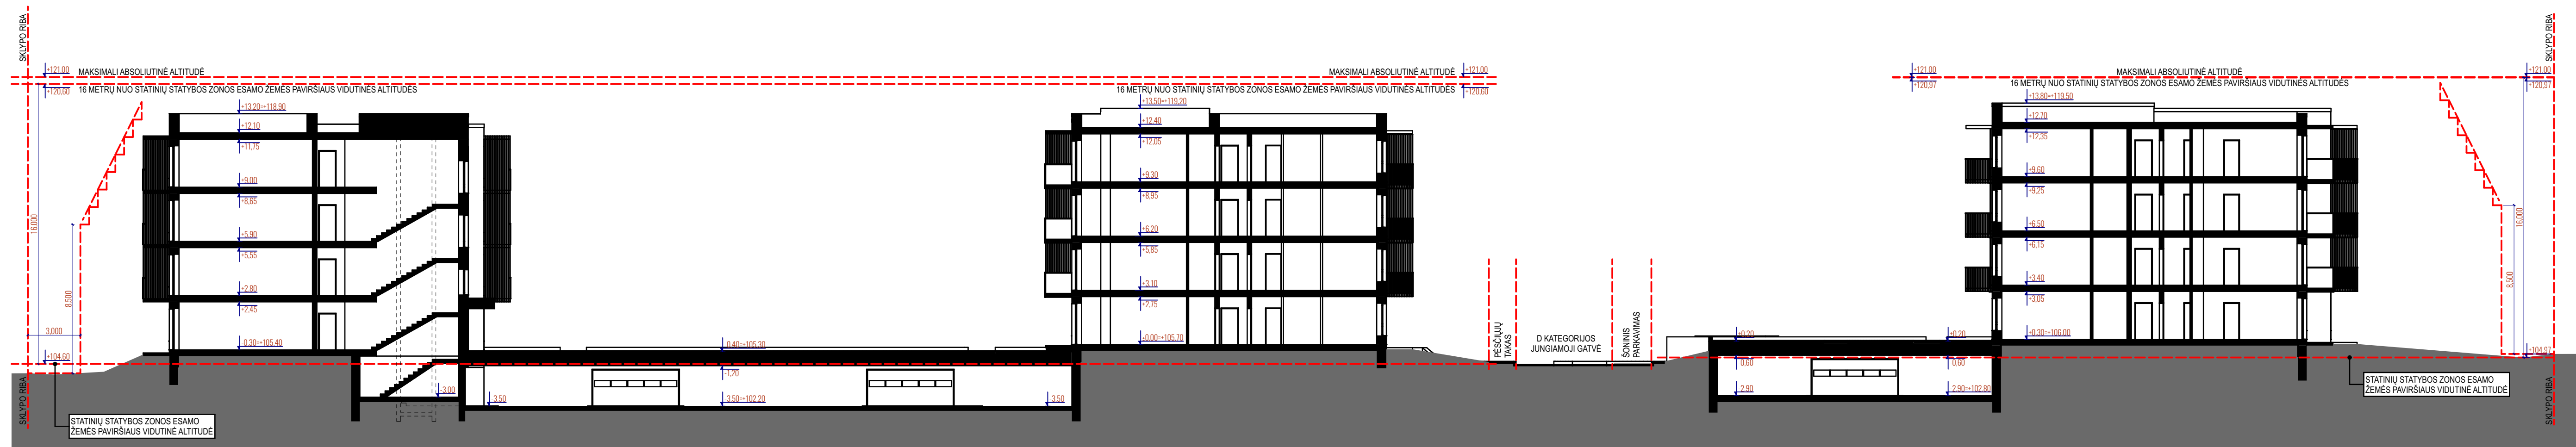 SKLYPO RIBA
+121,00
MAKSIMALI ABSOLIUTINĖ ALTITUDĖ
+120,60
16 METRŲ NUO STATINIŲ STATYBOS ZONOS ESAMO ŽEMĖS PAVIRŠIAUS VIDUTINĖS ALTITUDĖS
16,000
8,500
3,000
+104,60
SKLYPO RIBA
STATINIŲ STATYBOS ZONOS ESAMO
ŽEMĖS PAVIRŠIAUS VIDUTINĖ ALTITUDĖ
+13,20=+118,90
+12,10
+11,75
+9,00
+8,65
+5,90
+5,55
+2,80
+2,45
-0,30=+105,40
-3,00
-3,50
-0,40=+105,30
-1,20
-3,50=+102,20
-3,50
MAKSIMALI ABSOLIUTINĖ ALTITUDĖ
+121,00
16 METRŲ NUO STATINIŲ STATYBOS ZONOS ESAMO ŽEMĖS PAVIRŠIAUS VIDUTINĖS ALTITUDĖS
+120,60
+13,50=+119,20
+12,40
+12,05
+9,30
+8,95
+6,20
+5,85
+3,10
+2,75
+0,00=+105,70
PĖSČIŲJŲ
TAKAS
D KATEGORIJOS
JUNGIAMOJI GATVĖ
ŠONINIS
PARKAVIMAS
+0,20
-0,60
-2,90
+0,20
-0,60
-2,90=+102,80
+121,00
+120,97
MAKSIMALI ABSOLIUTINĖ ALTITUDĖ
16 METRŲ NUO STATINIŲ STATYBOS ZONOS ESAMO ŽEMĖS PAVIRŠIAUS VIDUTINĖS ALTITUDĖS
+13,80=+119,50
+12,70
+12,35
+9,60
+9,25
+6,50
+6,15
+3,40
+3,05
+0,30=+106,00
SKLYPO RIBA
+121,00
+120,97
16,000
8,500
+104,97
STATINIŲ STATYBOS ZONOS ESAMO
ŽEMĖS PAVIRŠIAUS VIDUTINĖ ALTITUDĖ
SKLYPO RIBA